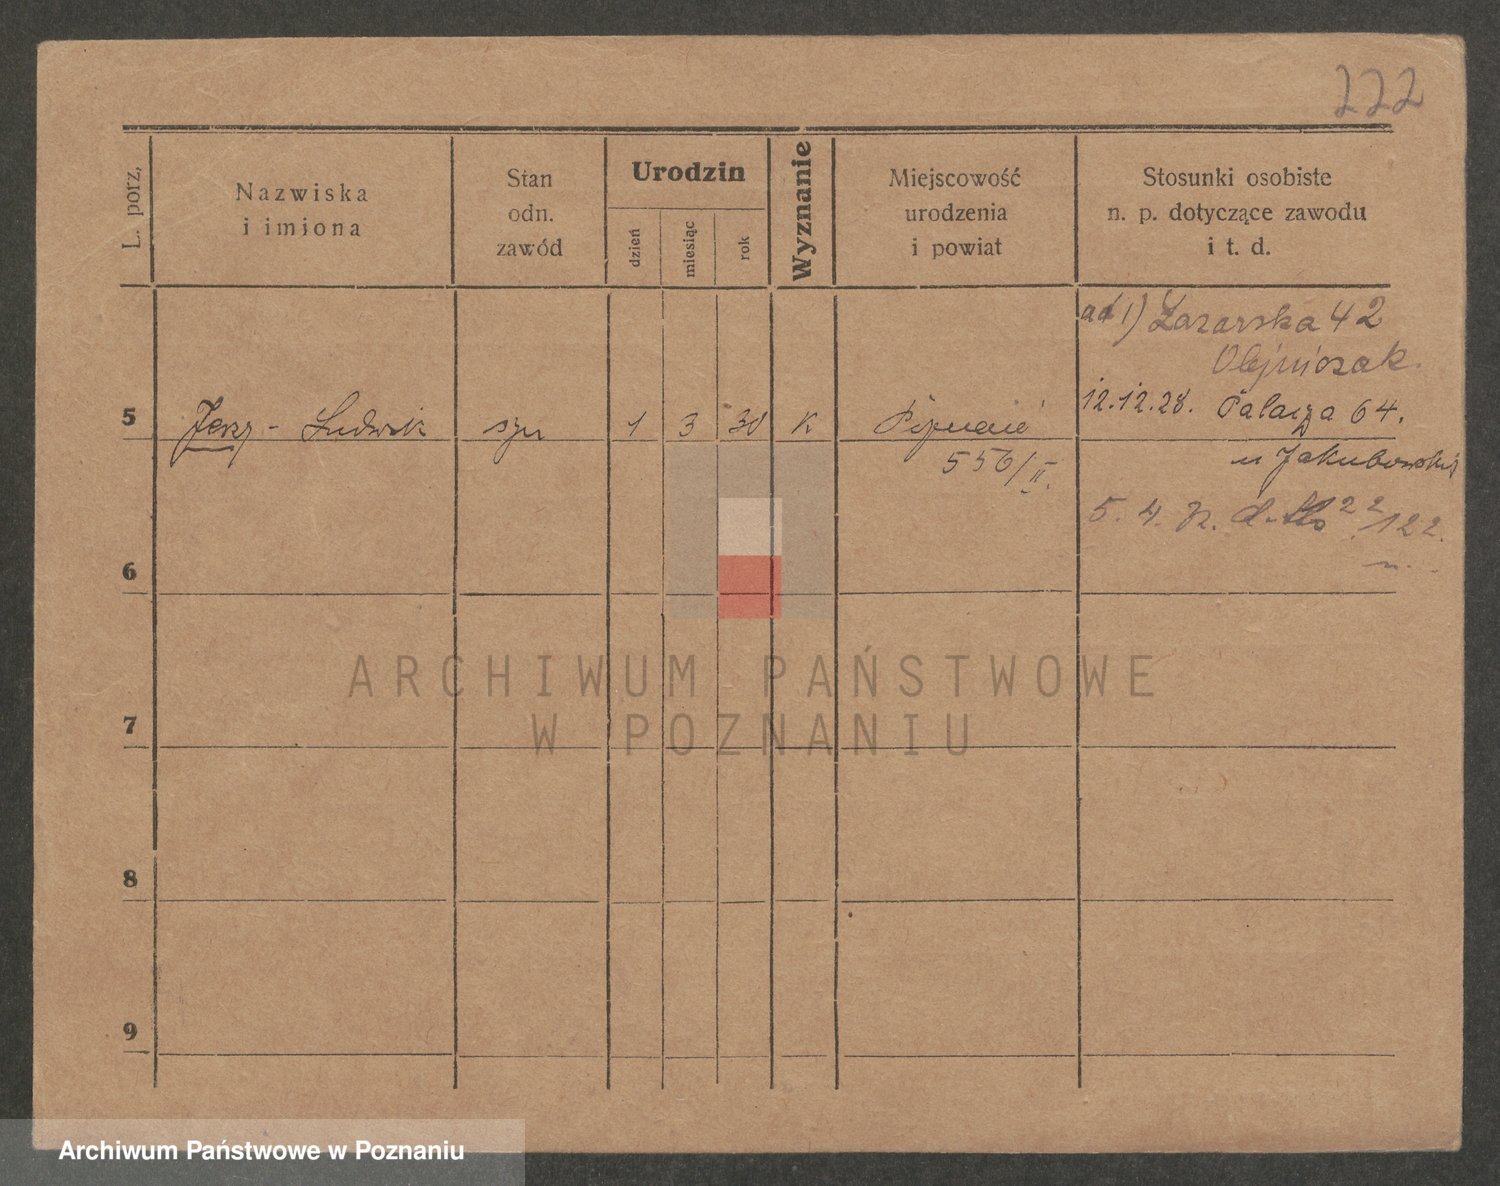 222
L. porz.
Nazwiska
i imiona
Stan
odn.
zawód
Urodzin
dzień
miesiąc
rok
Wyznanie
Miejscowość
urodzenia
i powiat
Stosunki osobiste
n. p. dotyczące zawodu
i t. d.
ad 1) Łazarska 42
Olejniczak.
12.12.28. Palacza 64.
5 Jerzy - Ludwik syn 1 3 30 K
u Jakubowski
556/II.
5. 4. 22/122.
6
7
8
9
ARCHIWUM PAŃSTWOWE
W POZNANIU
Archiwum Państwowe w Poznaniu